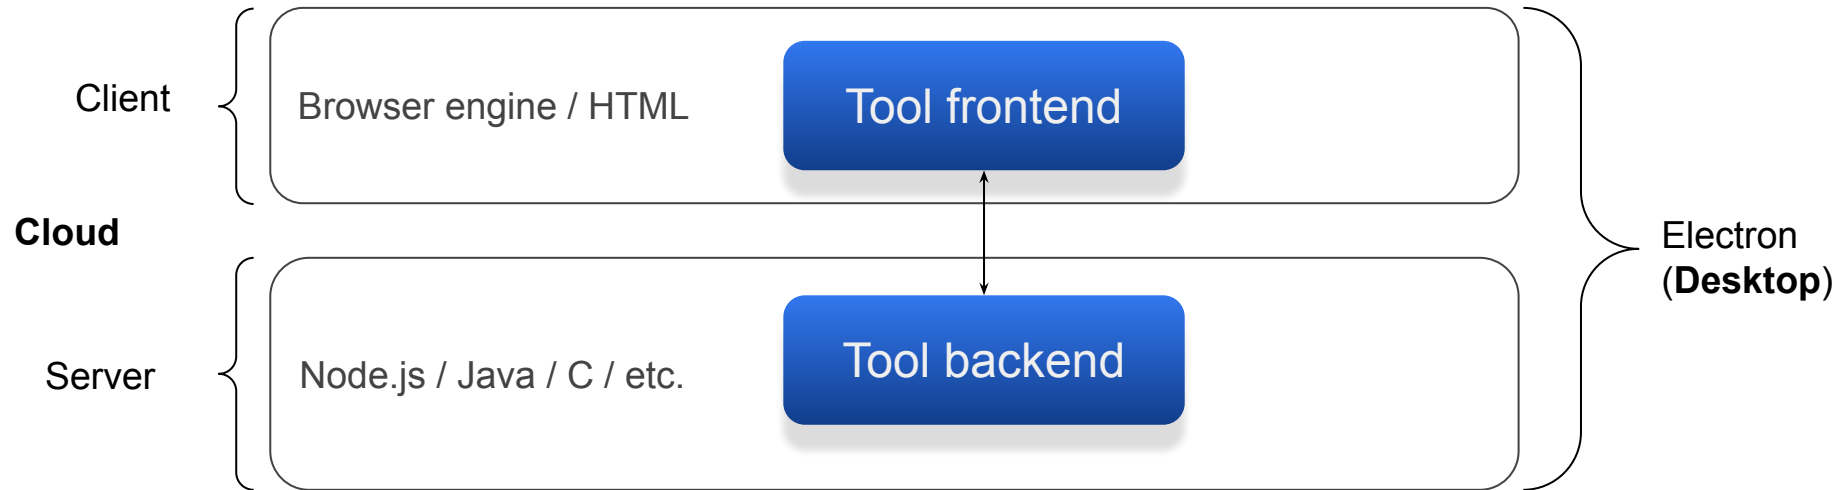 Client
Browser engine / HTML
Tool frontend
Cloud
Electron
(Desktop)
Server
Node.js / Java / C / etc.
Tool backend